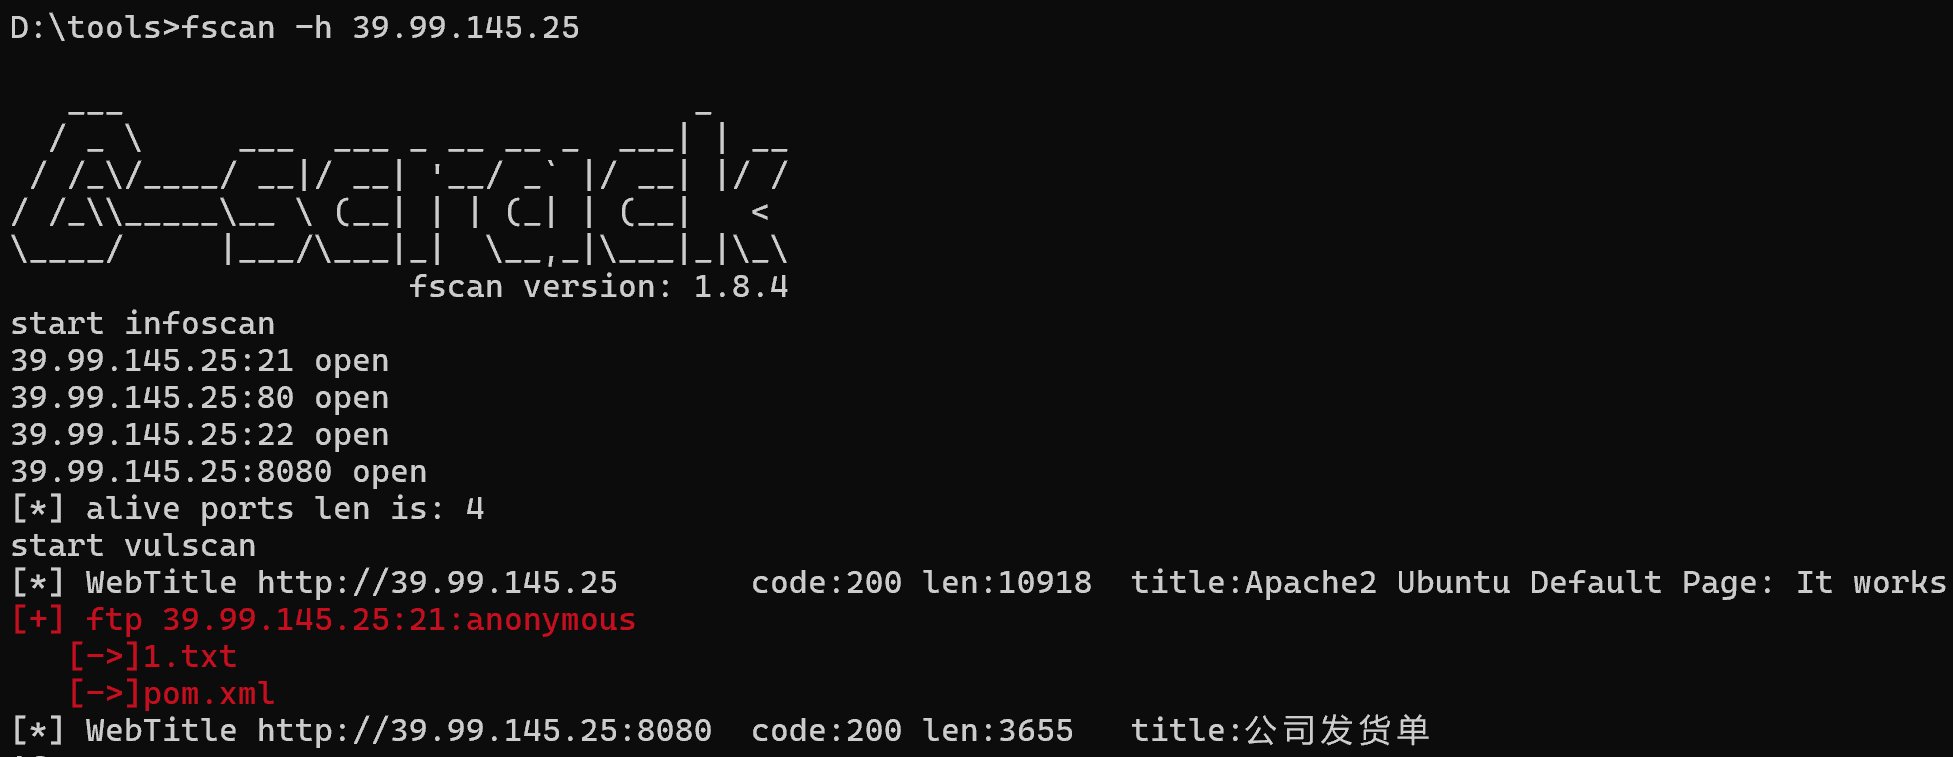 D:\tools>fscan -h 39.99.145.25
   ___                              _
  / _ \     ___  ___ _ __ __ _  ___| | __
 / /_\/____/ __|/ __| '__/ _` |/ __| |/ /
/ /_\\_____\__ \ (__| | | (_| | (__|   <
\____/     |___/\___|_|  \__,_|\___|_|\_\
                     fscan version: 1.8.4
start infoscan
39.99.145.25:21 open
39.99.145.25:80 open
39.99.145.25:22 open
39.99.145.25:8080 open
[*] alive ports len is: 4
start vulscan
[*] WebTitle http://39.99.145.25       code:200 len:10918  title:Apache2 Ubuntu Default Page: It works
[+] ftp 39.99.145.25:21:anonymous
   [->]1.txt
   [->]pom.xml
[*] WebTitle http://39.99.145.25:8080  code:200 len:3655   title:公司发货单